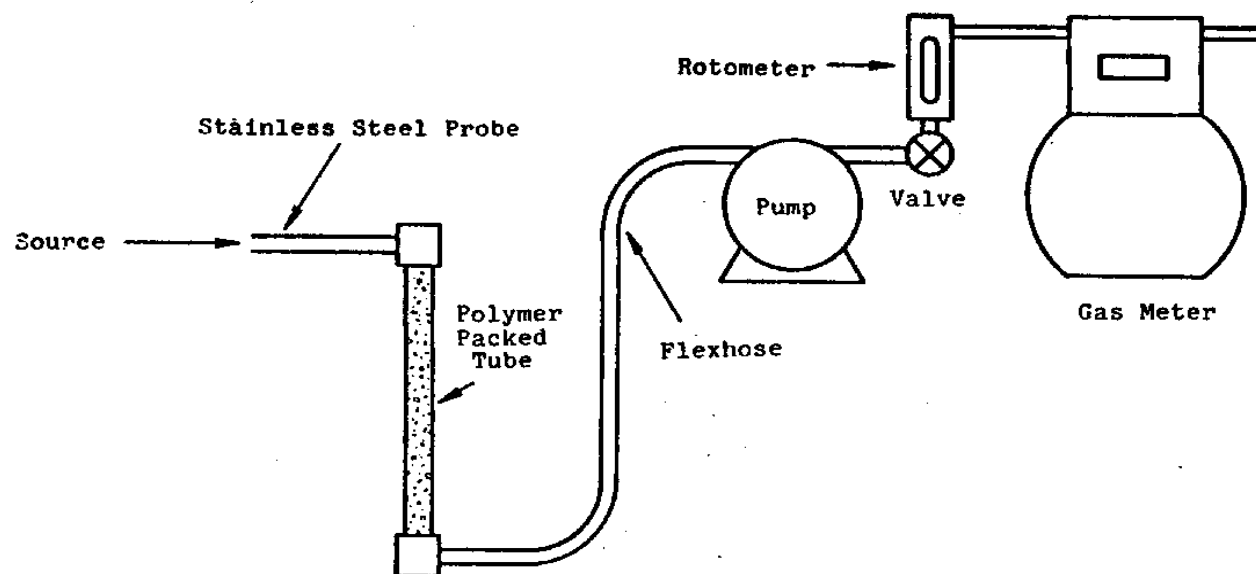 Rotometer
Stainless Steel Probe
Pump
Valve
Source
Polymer
Packed
Tube
Flexhose
Gas Meter